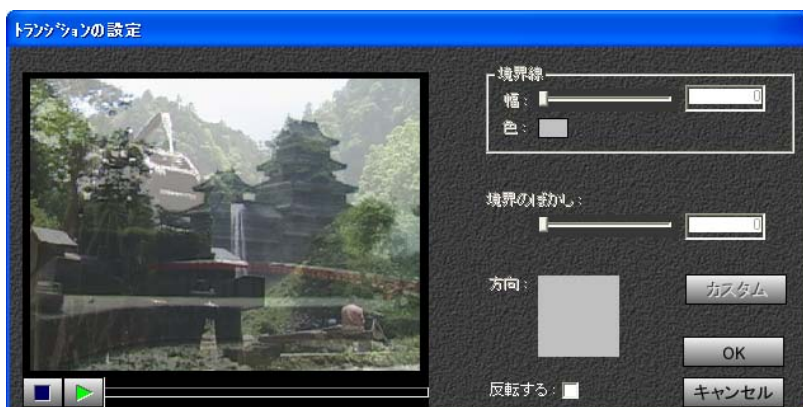 トランジションの設定
境界線
幅： 0
色：
境界のぼかし：
0
方向：
カスタム
OK
反転する：
キャンセル